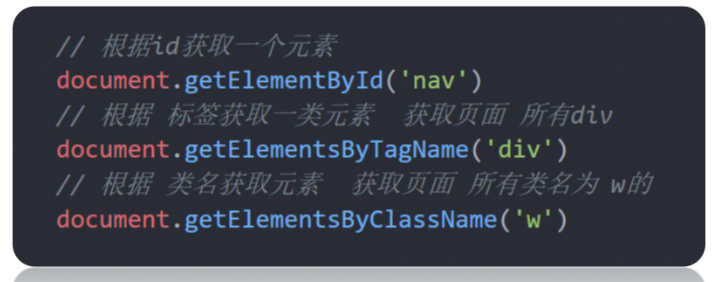 // 根据id获取一个元素
document.getElementById('nav')
// 根据 标签获取一类元素  获取页面 所有div
document.getElementsByTagName('div')
// 根据 类名获取元素  获取页面 所有类名为 w的
document.getElementsByClassName('w')